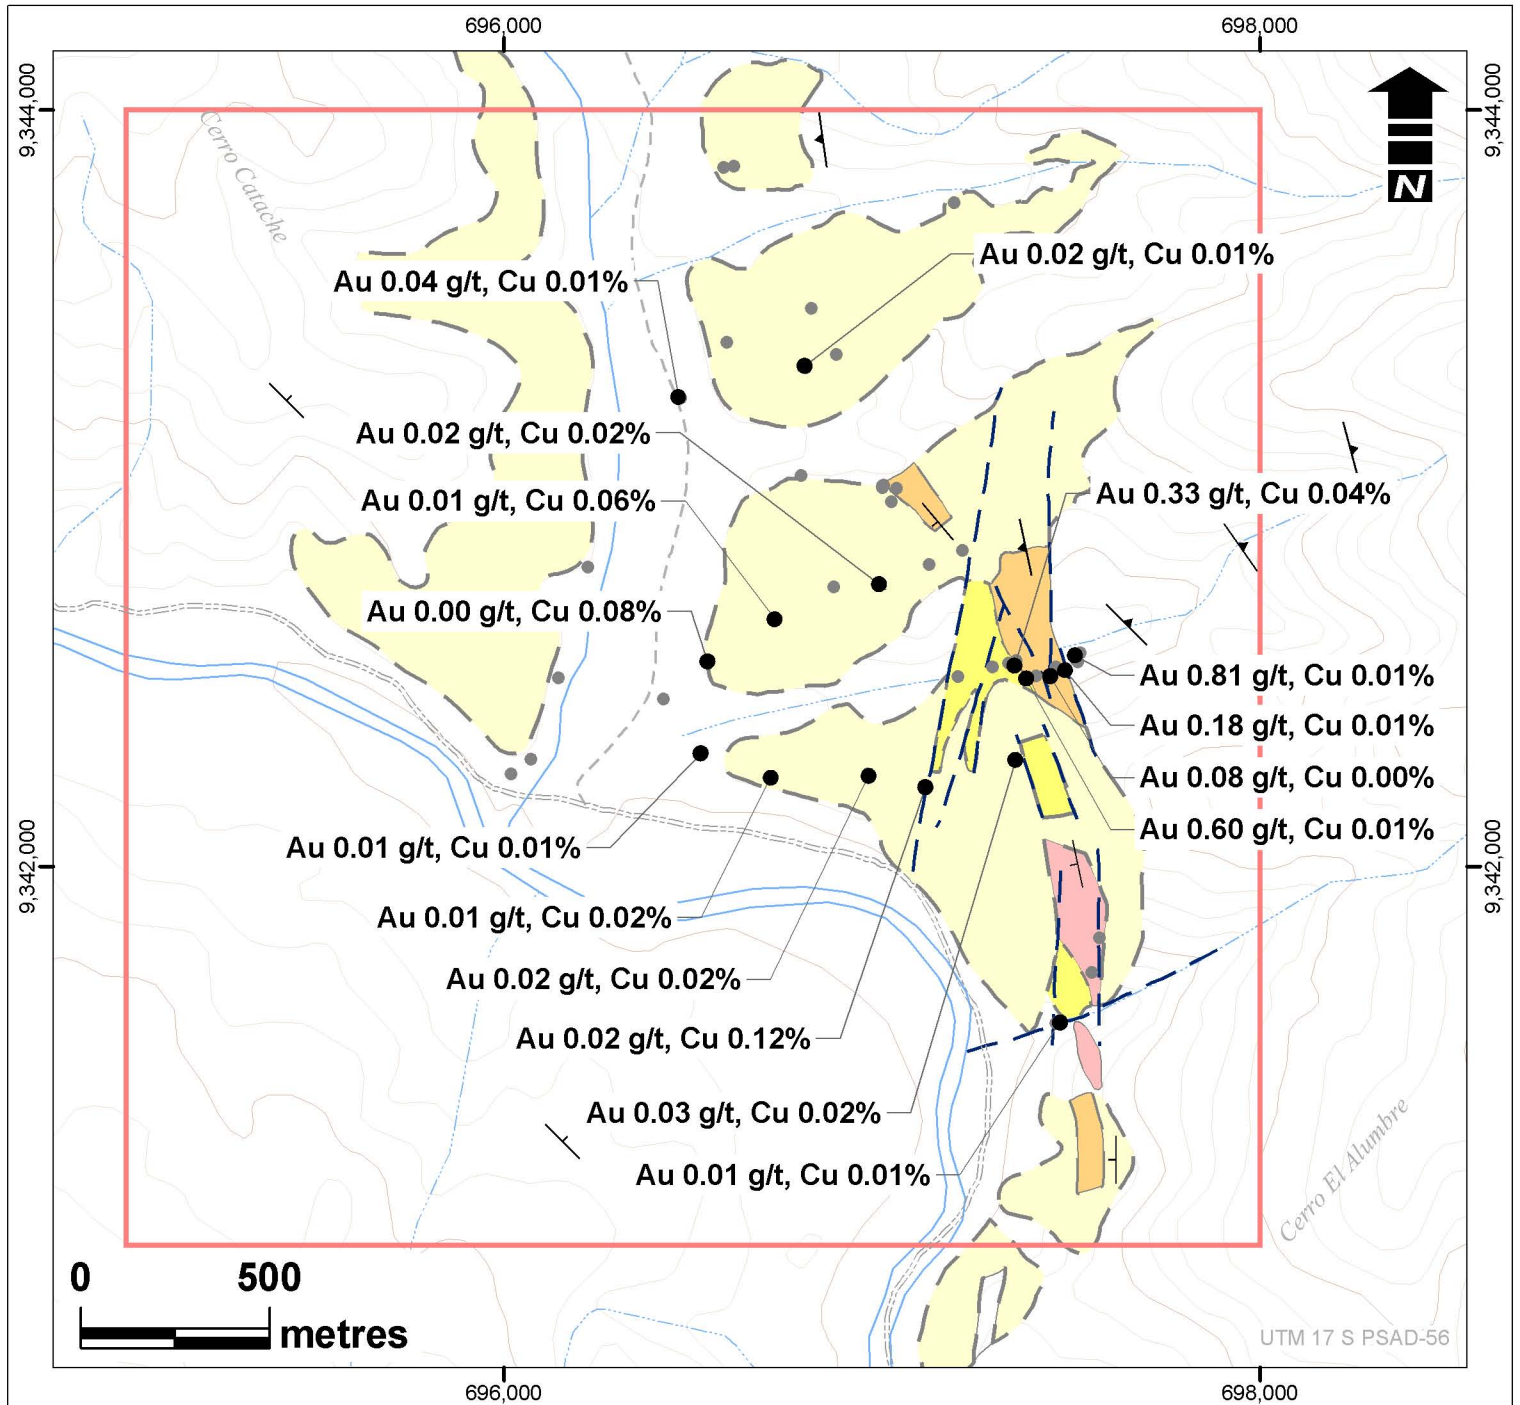 696,000
698,000
9,344,000
9,344,000
N
Cerro Catache
Au 0.02 g/t, Cu 0.01%
Au 0.04 g/t, Cu 0.01%
Au 0.02 g/t, Cu 0.02%
Au 0.01 g/t, Cu 0.06%
Au 0.33 g/t, Cu 0.04%
Au 0.00 g/t, Cu 0.08%
Au 0.81 g/t, Cu 0.01%
Au 0.18 g/t, Cu 0.01%
Au 0.08 g/t, Cu 0.00%
Au 0.60 g/t, Cu 0.01%
Au 0.01 g/t, Cu 0.01%
9,342,000
9,342,000
Au 0.01 g/t, Cu 0.02%
Au 0.02 g/t, Cu 0.02%
Au 0.02 g/t, Cu 0.12%
Au 0.03 g/t, Cu 0.02%
Au 0.01 g/t, Cu 0.01%
Cerro El Alumbre
0 500
metres
UTM 17 S PSAD-56
696,000
698,000